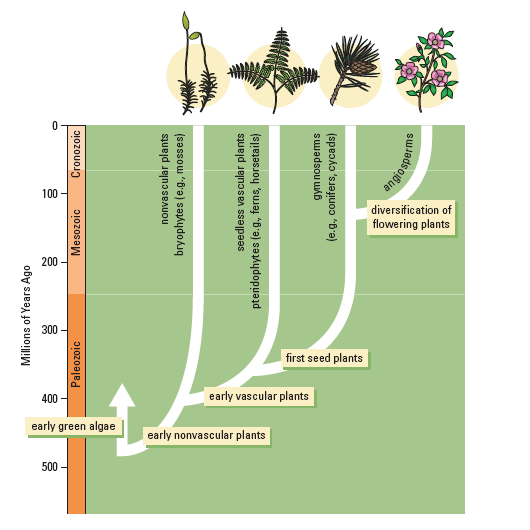 0
100
200
300
400
500
Millions of Years Ago
Cronozoic
Mesozoic
Paleozoic
nonvascular plants
bryophytes (e.g., mosses)
seedless vascular plants
pteridophytes (e.g., ferns, horsetails)
gymnosperms
(e.g., conifers, cycads)
angiosperms
diversification of
flowering plants
first seed plants
early vascular plants
early green algae
early nonvascular plants